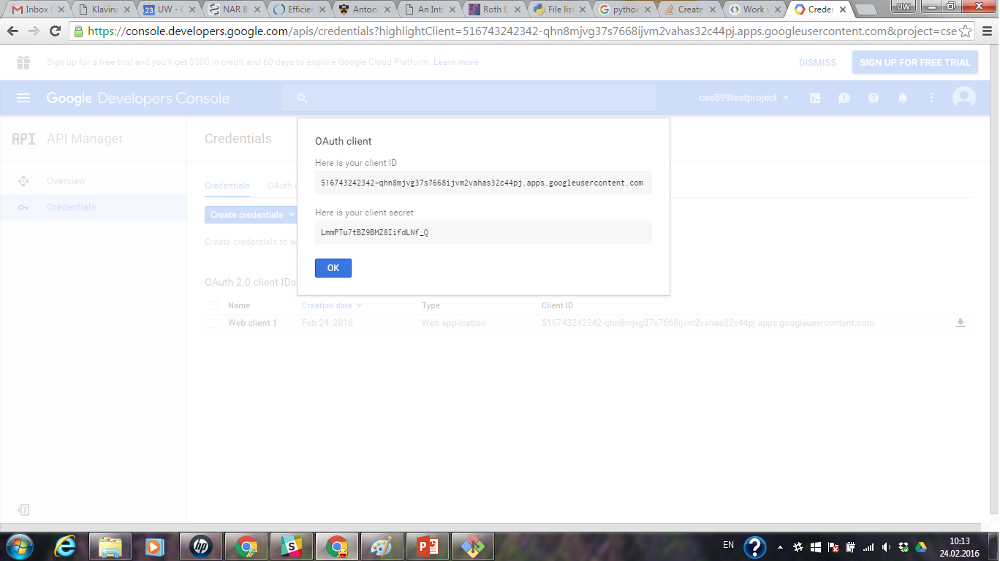 Inbox (
Klavins
UW - C
NAR B
Efficien
Anton
An Intr
Roth L
File list
python
Create
Work v
Creden
UW
https://console.developers.google.com/apis/credentials?highlightClient=516743242342-qhn8mjvg37s7668ijvm2vahas32c44pj.apps.googleusercontent.com&project=cse
Sign up for a free trial and you'll get $300 in credit and 60 days to explore Google Cloud Platform. Learn more
DISMISS
SIGN UP FOR FREE TRIAL
Google Developers Console
cse599testproject
API API Manager
Credentials
Overview
Credentials
Credentials
OAuth c
Create credentials
Create credentials to ac
OAuth client
Here is your client ID
516743242342-qhn8mjvg37s7668ijvm2vahas32c44pj.apps.googleusercontent.com
Here is your client secret
LmmPTu7tBZ9BMZ8IifdLNf_Q
OK
OAuth 2.0 client IDs
Name Creation date Type Client ID
Web client 1 Feb 24, 2016 Web application 516743242342-qhn8mjvg37s7668ijvm2vahas32c44pj.apps.googleusercontent.com
EN
10:13
24.02.2016